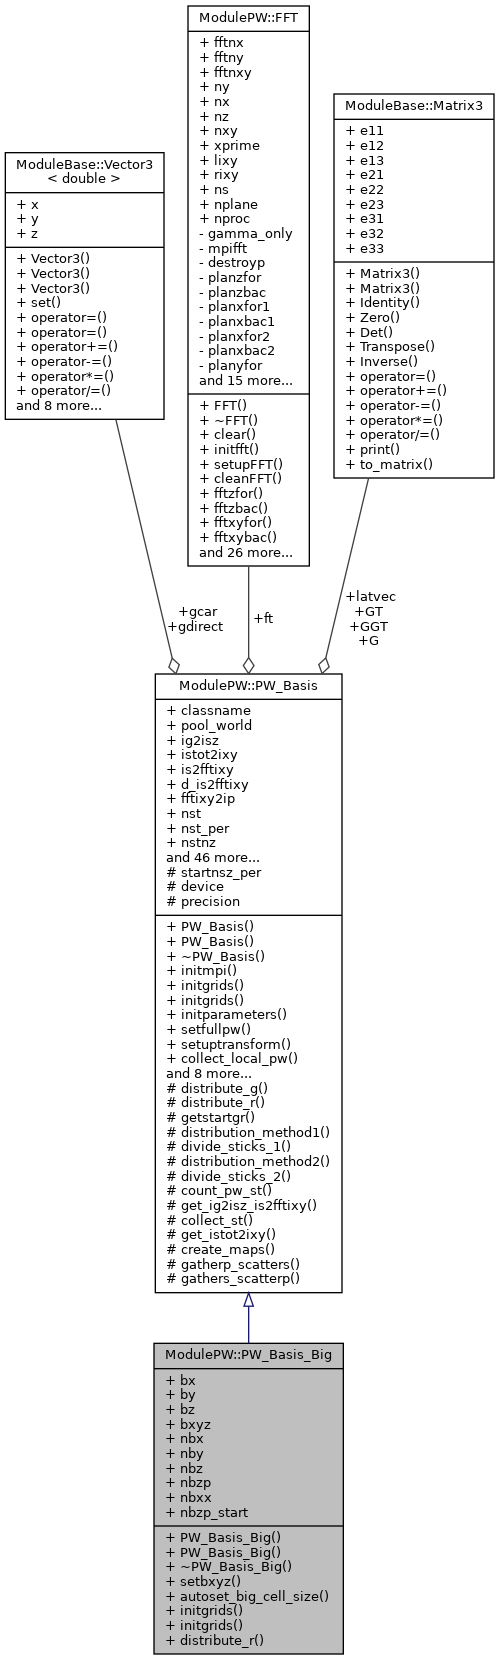 ModulePW::FFT
+ fftnx
+ fftny
+ fftnxy
+ ny
+ nx
+ nz
+ nxy
+ xprime
+ lixy
+ rixy
+ ns
+ nplane
+ nproc
- gamma_only
- mpifft
- destroyp
- planzfor
- planzbac
- planxfor1
- planxbac1
- planxfor2
- planxbac2
- planyfor
and 15 more...
+ FFT()
+ ~FFT()
+ clear()
+ initfft()
+ setupFFT()
+ cleanFFT()
+ fftzfor()
+ fftzbac()
+ fftxyfor()
+ fftxybac()
and 26 more...
ModuleBase::Matrix3
+ e11
+ e12
+ e13
+ e21
+ e22
+ e23
+ e31
+ e32
+ e33
+ Matrix3()
+ Matrix3()
+ Identity()
+ Zero()
+ Det()
+ Transpose()
+ Inverse()
+ operator=()
+ operator+=()
+ operator-=()
+ operator*=()
+ operator/=()
+ print()
+ to_matrix()
ModuleBase::Vector3
< double >
+ x
+ y
+ z
+ Vector3()
+ Vector3()
+ Vector3()
+ set()
+ operator=()
+ operator=()
+ operator+=()
+ operator-=()
+ operator*=()
+ operator/=()
and 8 more...
+gcar
+gdirect
+ft
+latvec
+GT
+GGT
+G
ModulePW::PW_Basis
+ classname
+ pool_world
+ ig2isz
+ istot2ixy
+ is2fftixy
+ d_is2fftixy
+ fftixy2ip
+ nst
+ nst_per
+ nstnz
and 46 more...
# startnsz_per
# device
# precision
+ PW_Basis()
+ PW_Basis()
+ ~PW_Basis()
+ initmpi()
+ initgrids()
+ initgrids()
+ initparameters()
+ setfullpw()
+ setuptransform()
+ collect_local_pw()
and 8 more...
# distribute_g()
# distribute_r()
# getstartgr()
# distribution_method1()
# divide_sticks_1()
# distribution_method2()
# divide_sticks_2()
# count_pw_st()
# get_ig2isz_is2fftixy()
# collect_st()
# get_istot2ixy()
# create_maps()
# gatherp_scatters()
# gathers_scatterp()
ModulePW::PW_Basis_Big
+ bx
+ by
+ bz
+ bxyz
+ nbx
+ nby
+ nbz
+ nbzp
+ nbxx
+ nbzp_start
+ PW_Basis_Big()
+ PW_Basis_Big()
+ ~PW_Basis_Big()
+ setbxyz()
+ autoset_big_cell_size()
+ initgrids()
+ initgrids()
+ distribute_r()